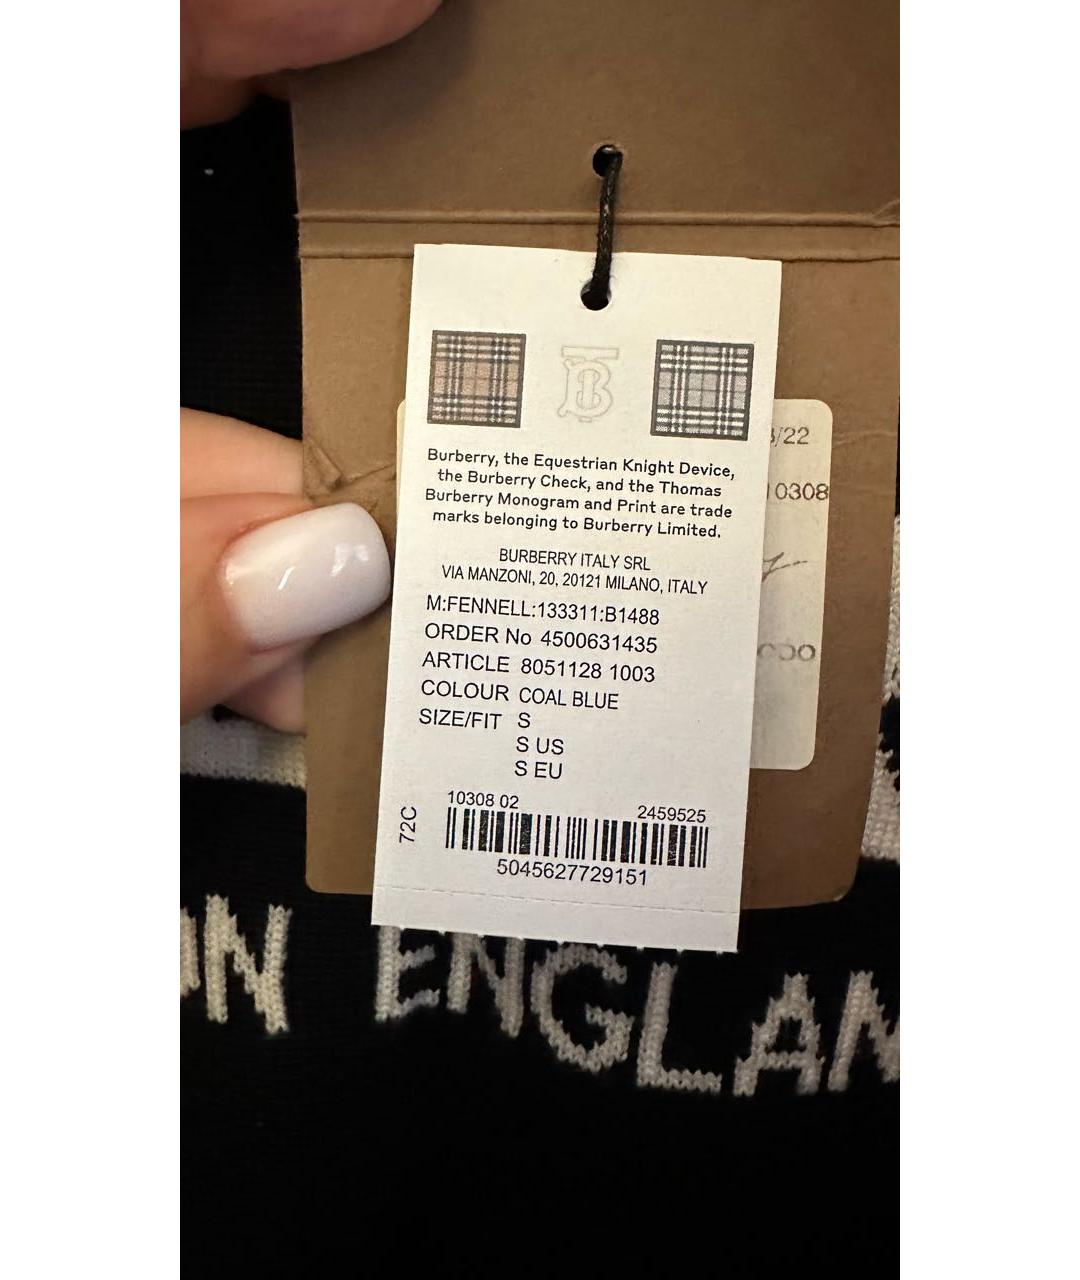 Burberry, the Equestrian Knight Device,
the Burberry Check, and the Thomas
Burberry Monogram and Print are trade
marks belonging to Burberry Limited.
BURBERRY ITALY SRL
VIA MANZONI, 20, 20121 MILANO, ITALY
M:FENNELL:133311:B1488
ORDER No 4500631435
ARTICLE 8051128 1003
COLOUR COAL BLUE
SIZE/FIT S
S US
S EU
72C
10308 02 2459525
5045627729151
/22
10308
ENGLAN